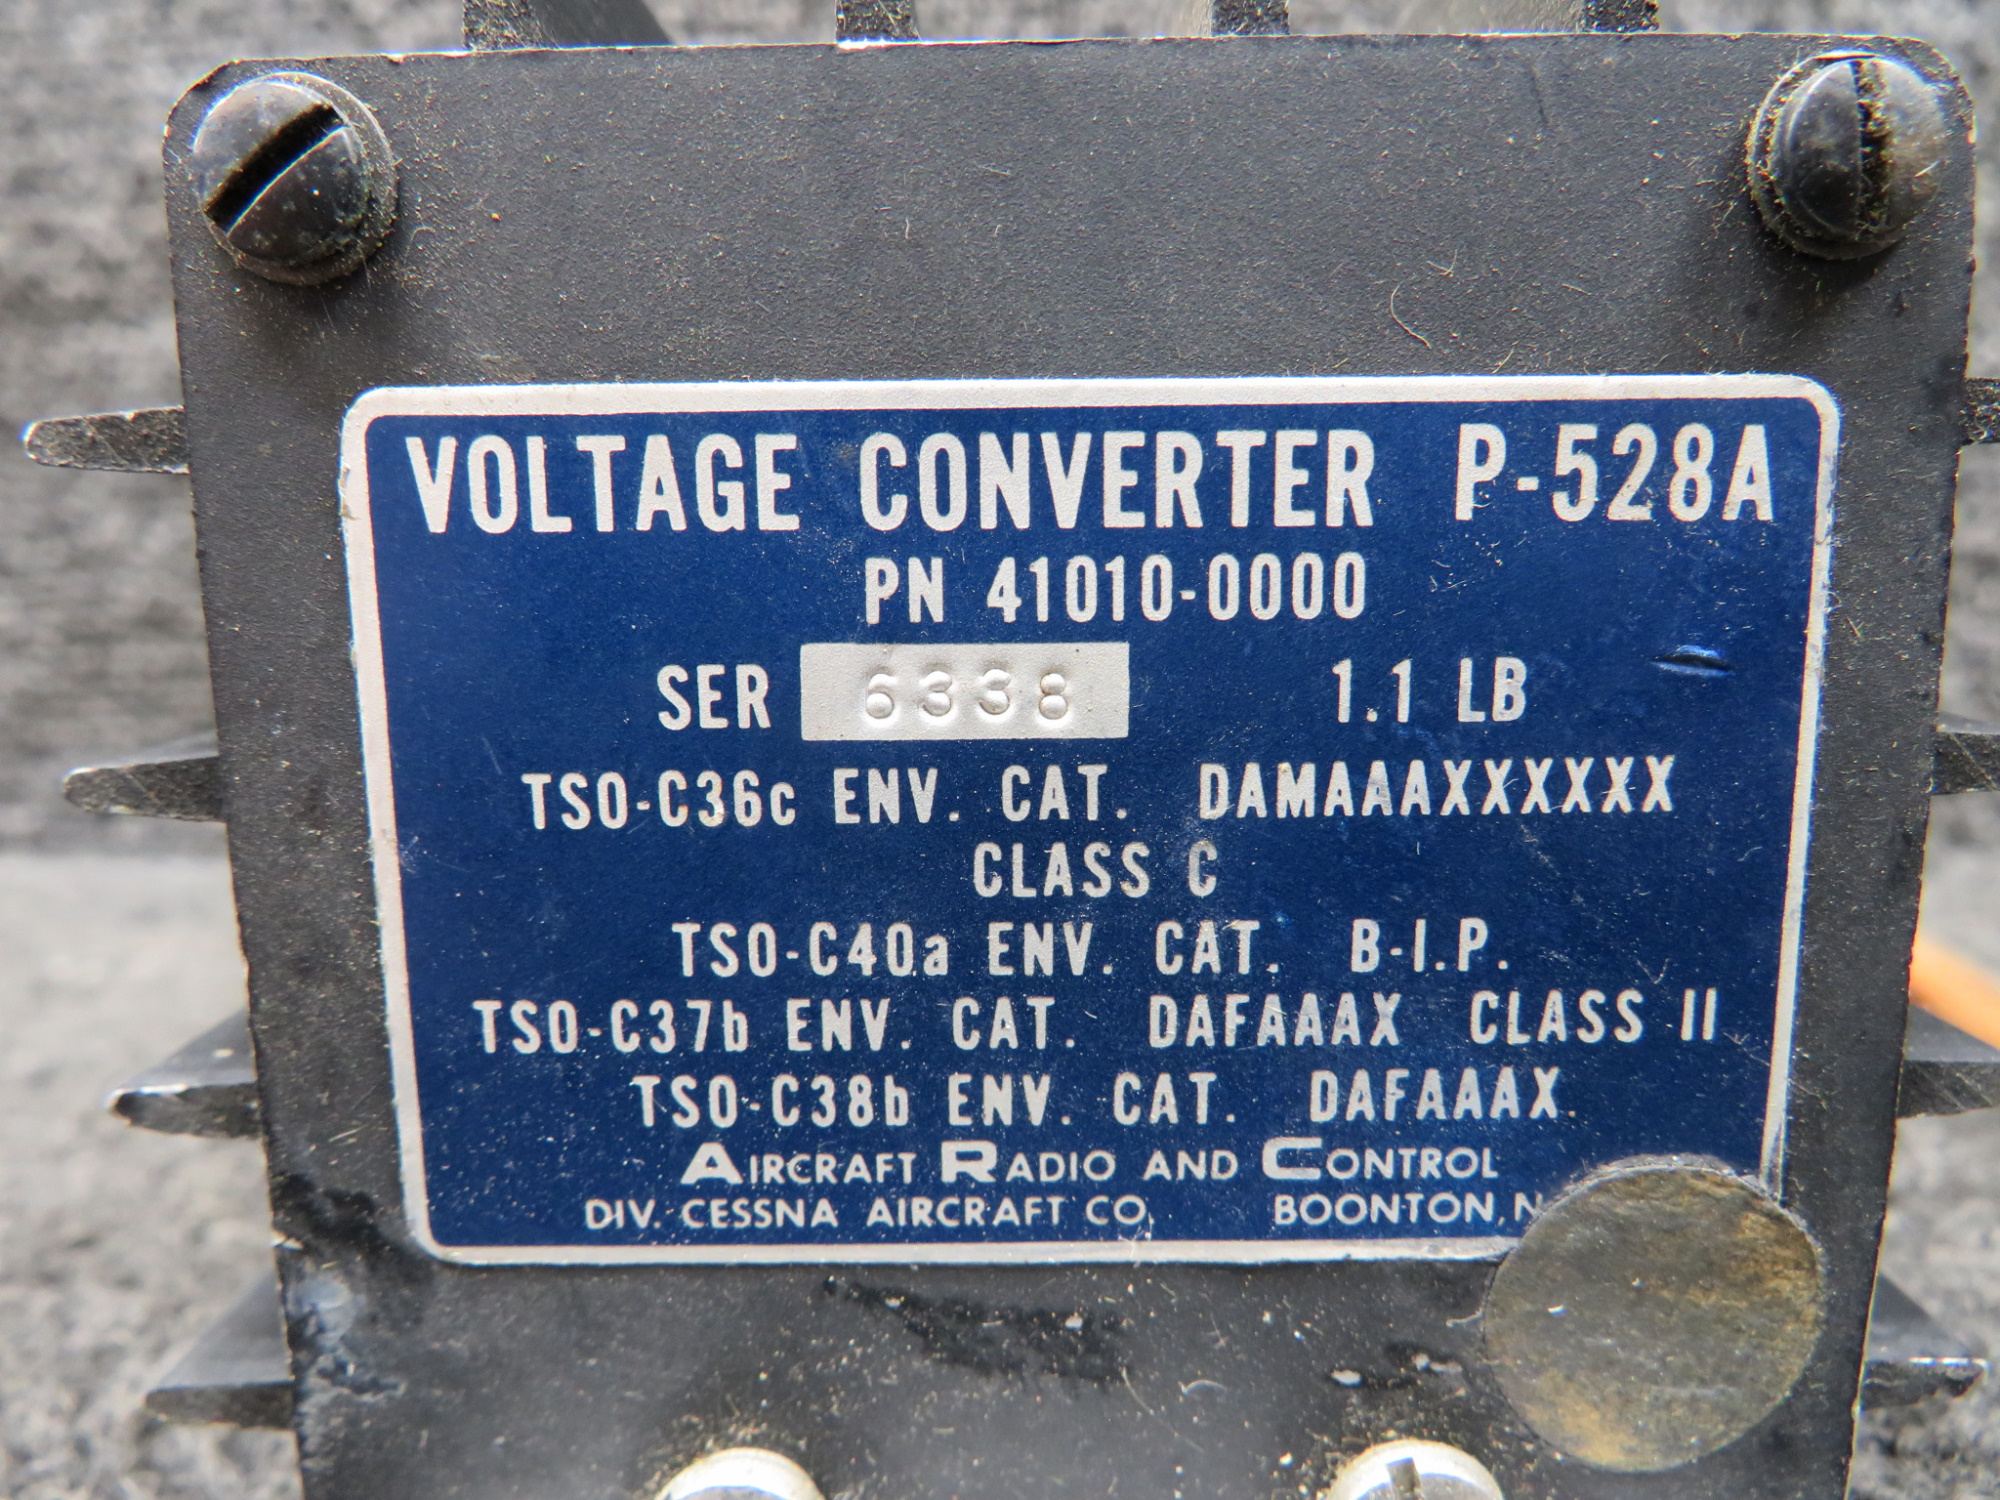 VOLTAGE CONVERTER P-528A
PN 41010-0000
SER 6338 1.1 LB
TSO-C36c ENV. CAT. DAMAAAXXXXXX
CLASS C
TSO-C40a ENV. CAT. B-I.P.
TSO-C37b ENV. CAT. DAFAAAX CLASS II
TSO-C38b ENV. CAT. DAFAAAX.
AIRCRAFT RADIO AND CONTROL
DIV. CESSNA AIRCRAFT CO. BOONTON, N